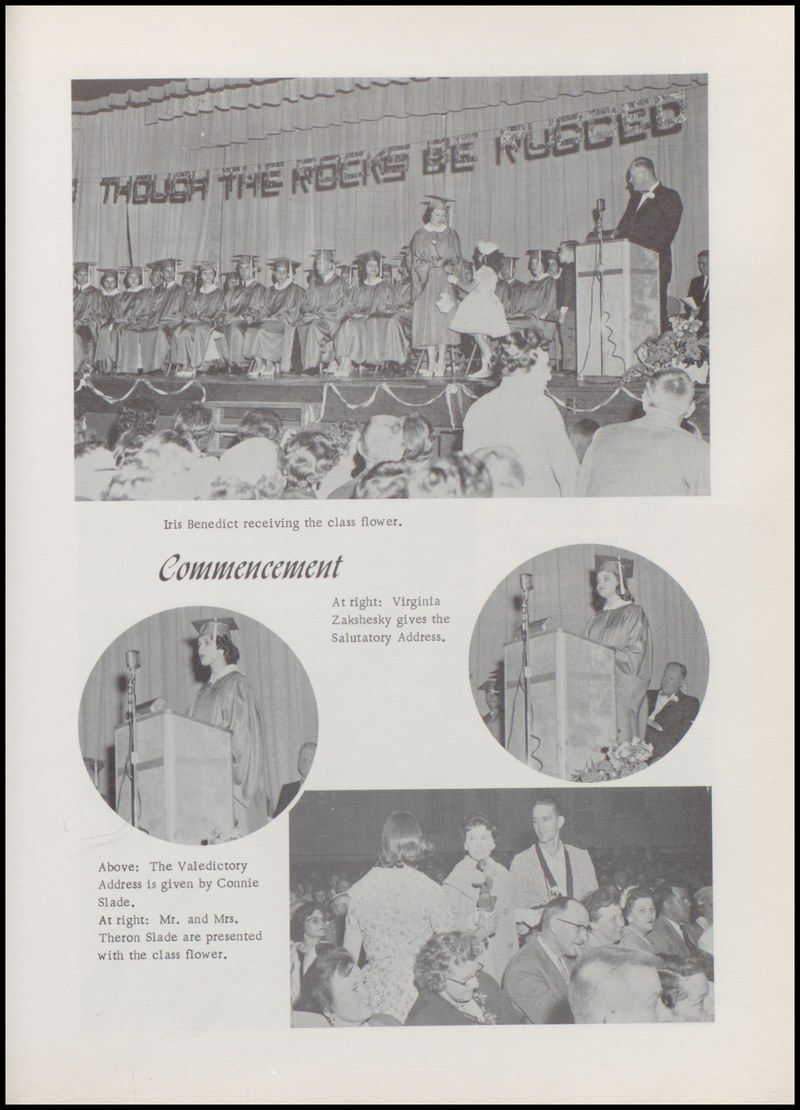 THOUGH THE ROCKS BE RUGGED
Iris Benedict receiving the class flower.
Commencement
At right: Virginia
Zakshesky gives the
Salutatory Address.
Above: The Valedictory
Address is given by Connie
Slade.
At right: Mr. and Mrs.
Theron Slade are presented
with the class flower.